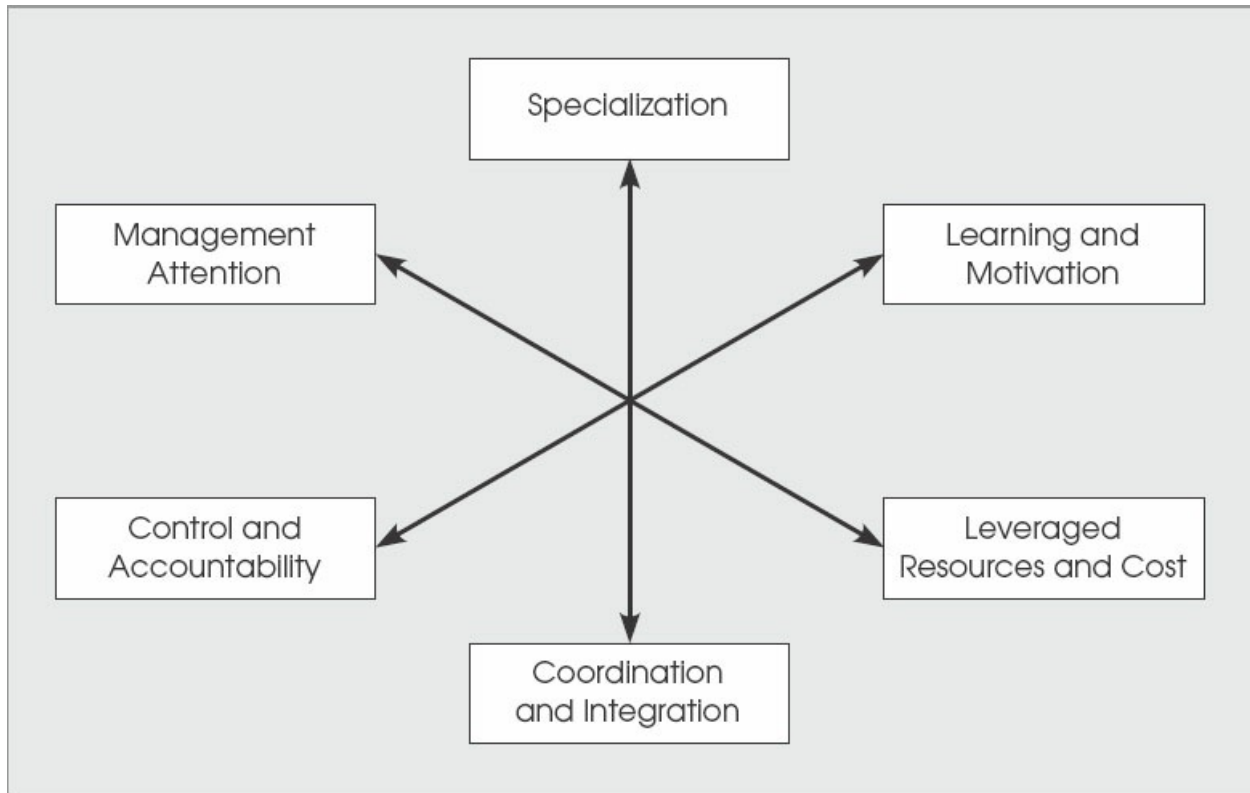 Specialization
Management
Attention
Learning and
Motivation
Control and
Accountability
Leveraged
Resources and Cost
Coordination
and Integration